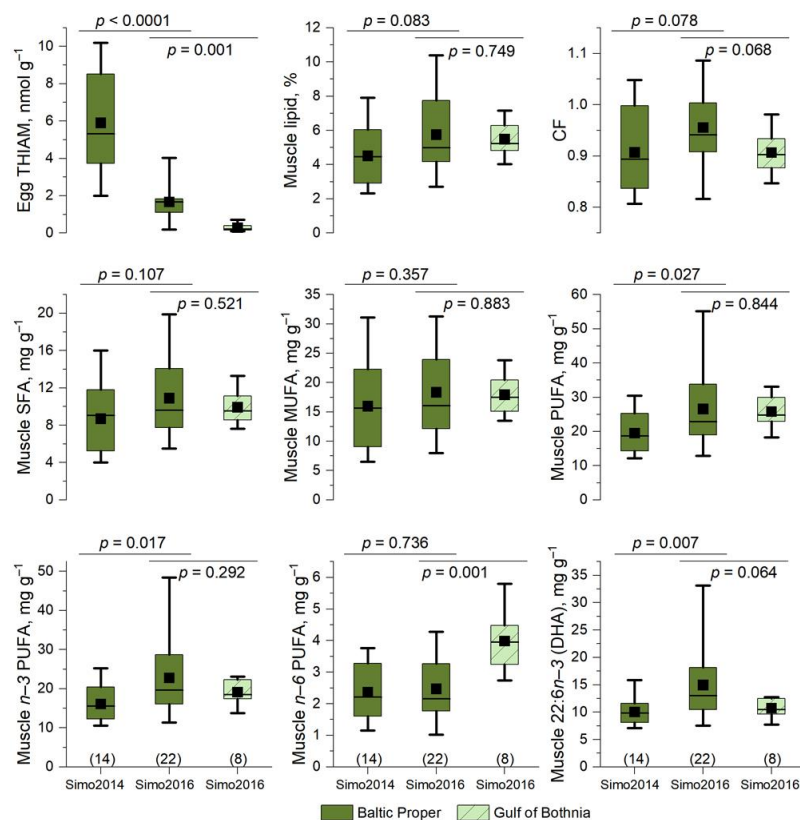 p < 0.0001
p = 0.001
Egg THIAM, nmol g⁻¹
10
8
6
4
2
0
p = 0.083
p = 0.749
Muscle lipid, %
12
10
8
6
4
2
0
p = 0.078
p = 0.068
CF
1.1
1.0
0.9
0.8
p = 0.107
p = 0.521
Muscle SFA, mg g⁻¹
20
16
12
8
4
0
p = 0.357
p = 0.883
Muscle MUFA, mg g⁻¹
35
30
25
20
15
10
5
0
p = 0.027
p = 0.844
Muscle PUFA, mg g⁻¹
60
50
40
30
20
10
0
p = 0.017
p = 0.292
Muscle n–3 PUFA, mg g⁻¹
50
40
30
20
10
0
(14) (22) (8)
Simo2014 Simo2016 Simo2016
p = 0.736
p = 0.001
Muscle n–6 PUFA, mg g⁻¹
6
5
4
3
2
1
0
(14) (22) (8)
Simo2014 Simo2016 Simo2016
p = 0.007
p = 0.064
Muscle 22:6n–3 (DHA), mg g⁻¹
35
30
25
20
15
10
5
0
(14) (22) (8)
Simo2014 Simo2016 Simo2016
Baltic Proper Gulf of Bothnia